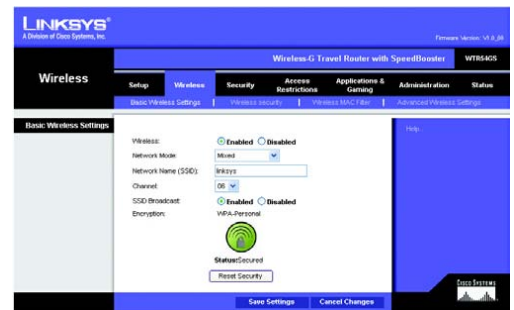 LINKSYS®
A Division of Cisco Systems, Inc.
Firmware Version: V1.0_00
Wireless-G Travel Router with SpeedBooster WTR54GS
Wireless
Setup Wireless Security Access Restrictions Applications & Gaming Administration Status
Basic Wireless Settings | Wireless Security | Wireless MAC Filter | Advanced Wireless Settings
Basic Wireless Settings
Help...
Wireless: Enabled Disabled
Network Mode: Mixed
Network Name (SSID): linksys
Channel: 06
SSID Broadcast: Enabled Disabled
Encryption: WPA-Personal
Status:Secured
Reset Security
Save Settings Cancel Changes
CISCO SYSTEMS